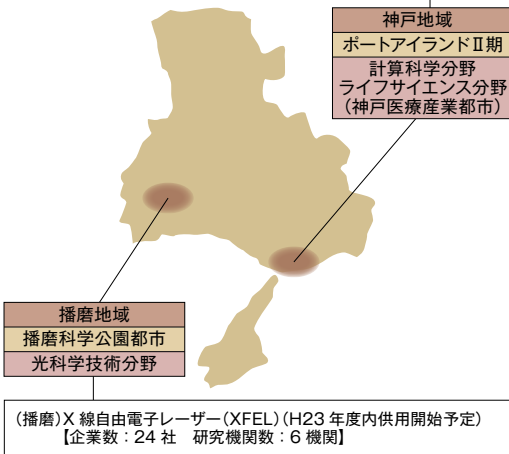 神戸地域
ポートアイランドⅡ期
計算科学分野
ライフサイエンス分野
(神戸医療産業都市)
播磨地域
播磨科学公園都市
光科学技術分野
(播磨)X線自由電子レーザー(XFEL)(H23年度内供用開始予定)
【企業数：24社　研究機関数：6機関】